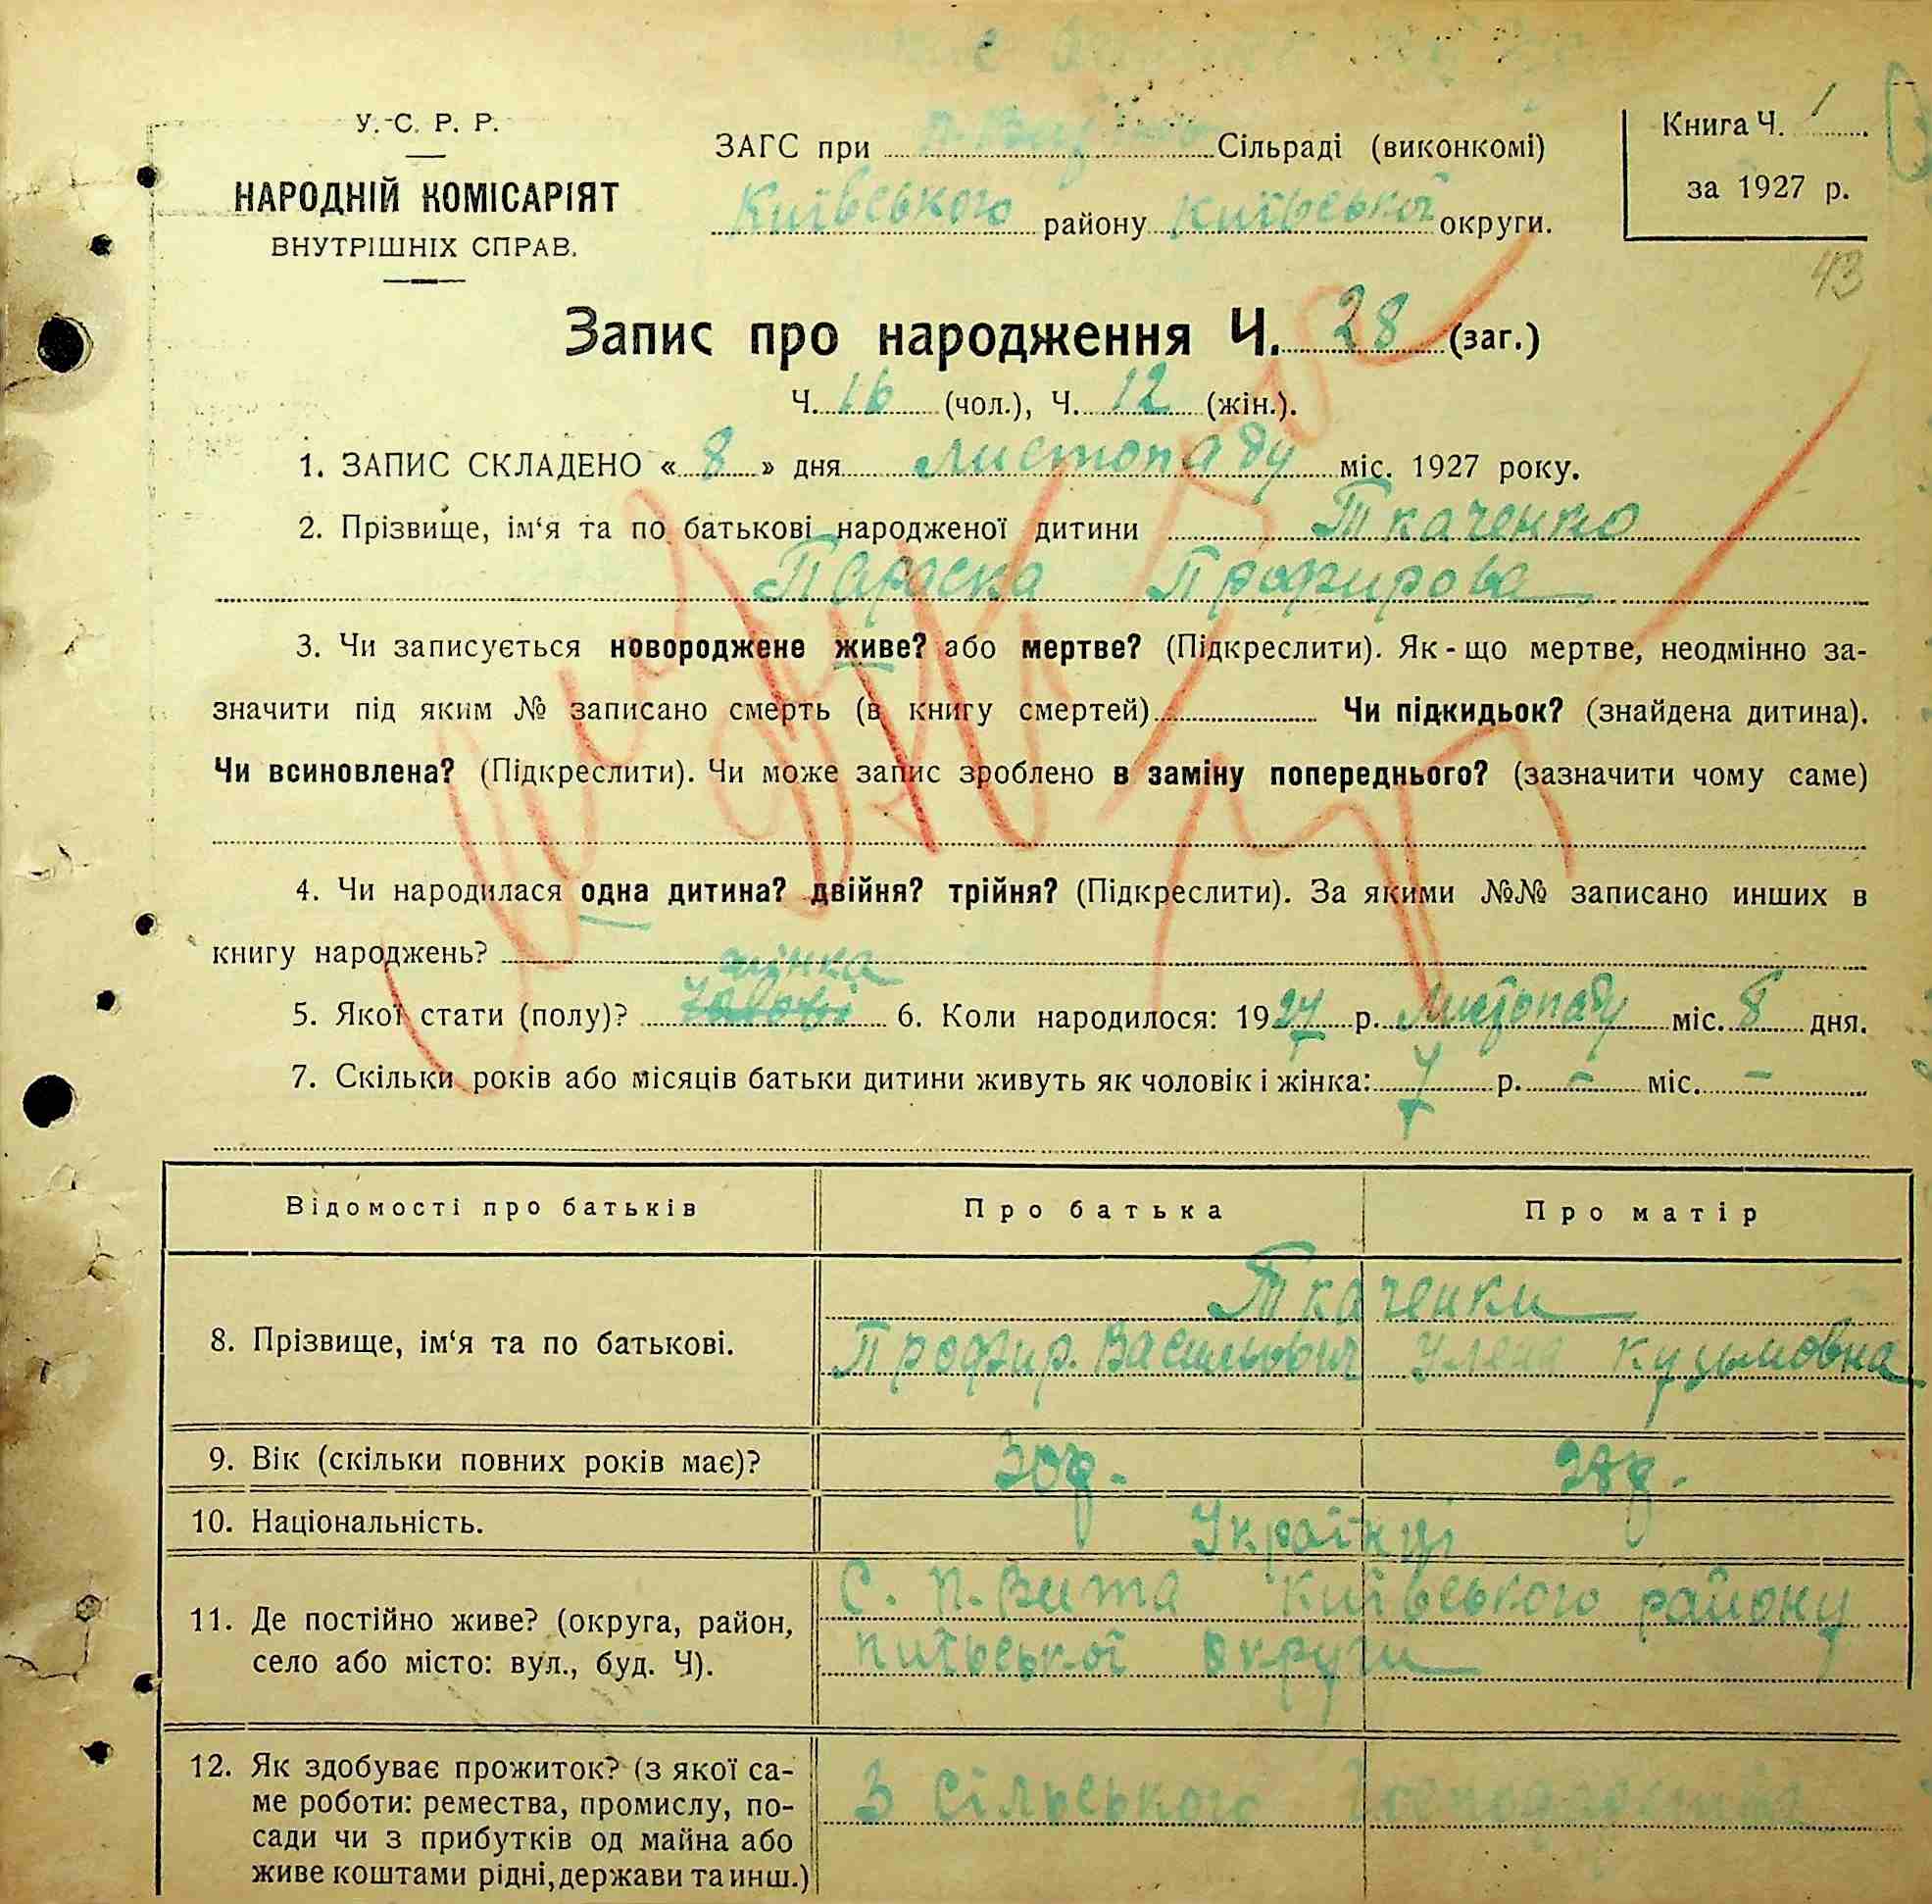 У.-С. Р. Р.
НАРОДНІЙ КОМІСАРІЯТ
ВНУТРІШНІХ СПРАВ.
ЗАГС при П. Вит Сільраді (виконкомі)
Київського району Київської округи.
Книга Ч. 1
за 1927 р.
43
Запис про народження Ч. 28 (заг.)
Ч. 16 (чол.), Ч. 12 (жін.).
1. ЗАПИС СКЛАДЕНО « 8 » дня листопаду міс. 1927 року.
2. Прізвище, ім‘я та по батькові народженої дитини Ткаченко
Параска Профирова
3. Чи записується новороджене живе? або мертве? (Підкреслити). Як-що мертве, неодмінно за-
значити під яким № записано смерть (в книгу смертей) Чи підкидьок? (знайдена дитина).
Чи всиновлена? (Підкреслити). Чи може запис зроблено в заміну попереднього? (зазначити чому саме)
4. Чи народилася одна дитина? двійня? трійня? (Підкреслити). За якими №№ записано инших в
книгу народжень?
жінка
5. Якої стати (полу)? 6. Коли народилося: 1927 р. Листопаду міс. 8 дня.
7. Скільки років або місяців батьки дитини живуть як чоловік і жінка: 7 р. - міс. -
Відомості про батьків Про батька Про матір
Ткаченки
8. Прізвище, ім‘я та по батькові. Профир. Васильович Улена Кузьмовна
9. Вік (скільки повних років має)? 30р. 28р.
10. Національність. Українці
11. Де постійно живе? (округа, район, село або місто: вул., буд. Ч). С. П. Вита Київського району
Київської округи
12. Як здобуває прожиток? (з якої са-
ме роботи: ремества, промислу, по- З сільського господарства
сади чи з прибутків од майна або
живе коштами рідні, держави та инш.)